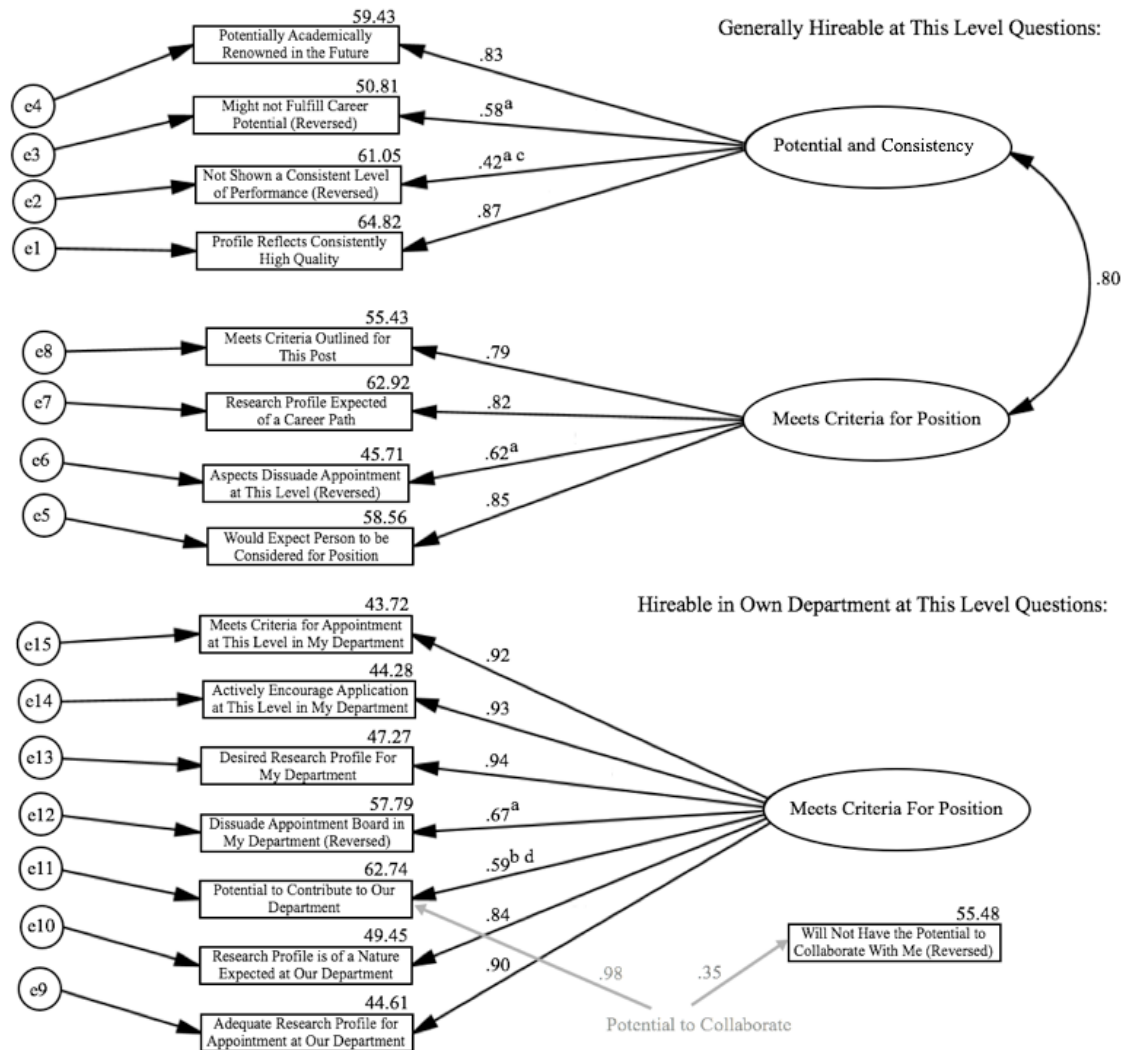 Generally Hireable at This Level Questions:
59.43
Potentially Academically
Renowned in the Future
.83
e4
50.81
Might not Fulfill Career
Potential (Reversed)
.58a
e3
61.05
Not Shown a Consistent Level
of Performance (Reversed)
.42a c
e2
64.82
Profile Reflects Consistently
High Quality
.87
e1
Potential and Consistency
.80
55.43
Meets Criteria Outlined for
This Post
.79
e8
62.92
Research Profile Expected
of a Career Path
.82
e7
45.71
Aspects Dissuade Appointment
at This Level (Reversed)
.62a
e6
58.56
Would Expect Person to be
Considered for Position
.85
e5
Meets Criteria for Position
Hireable in Own Department at This Level Questions:
43.72
Meets Criteria for Appointment
at This Level in My Department
.92
e15
44.28
Actively Encourage Application
at This Level in My Department
.93
e14
47.27
Desired Research Profile For
My Department
.94
e13
57.79
Dissuade Appointment Board in
My Department (Reversed)
.67a
e12
62.74
Potential to Contribute to Our
Department
.59b d
e11
49.45
Research Profile is of a Nature
Expected at Our Department
.84
e10
44.61
Adequate Research Profile for
Appointment at Our Department
.90
e9
Meets Criteria For Position
55.48
Will Not Have the Potential to
Collaborate With Me (Reversed)
.98
.35
Potential to Collaborate